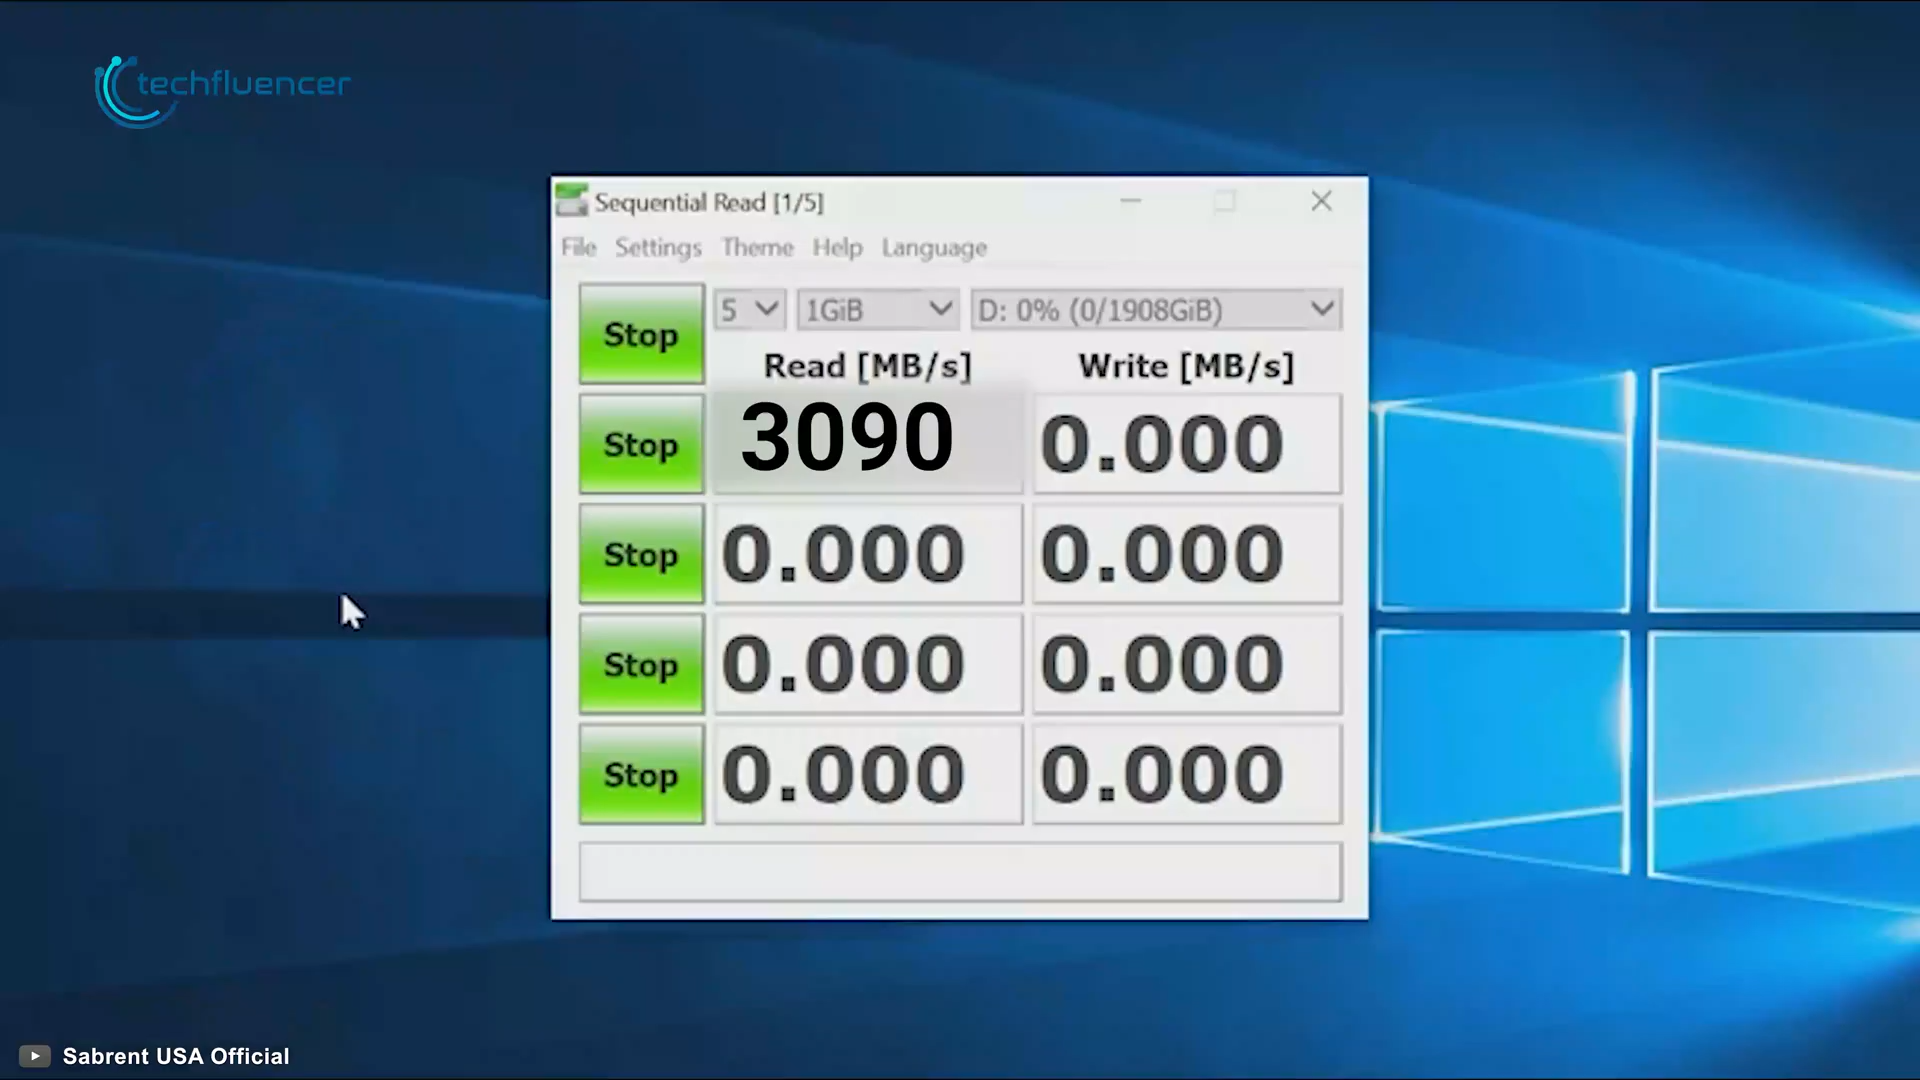 techfluencer
Sequential Read [1/5]
File Settings Theme Help Language
Stop 5 1GiB D: 0% (0/1908GiB)
Read [MB/s] Write [MB/s]
Stop 3090 0.000
Stop 0.000 0.000
Stop 0.000 0.000
Stop 0.000 0.000
Sabrent USA Official